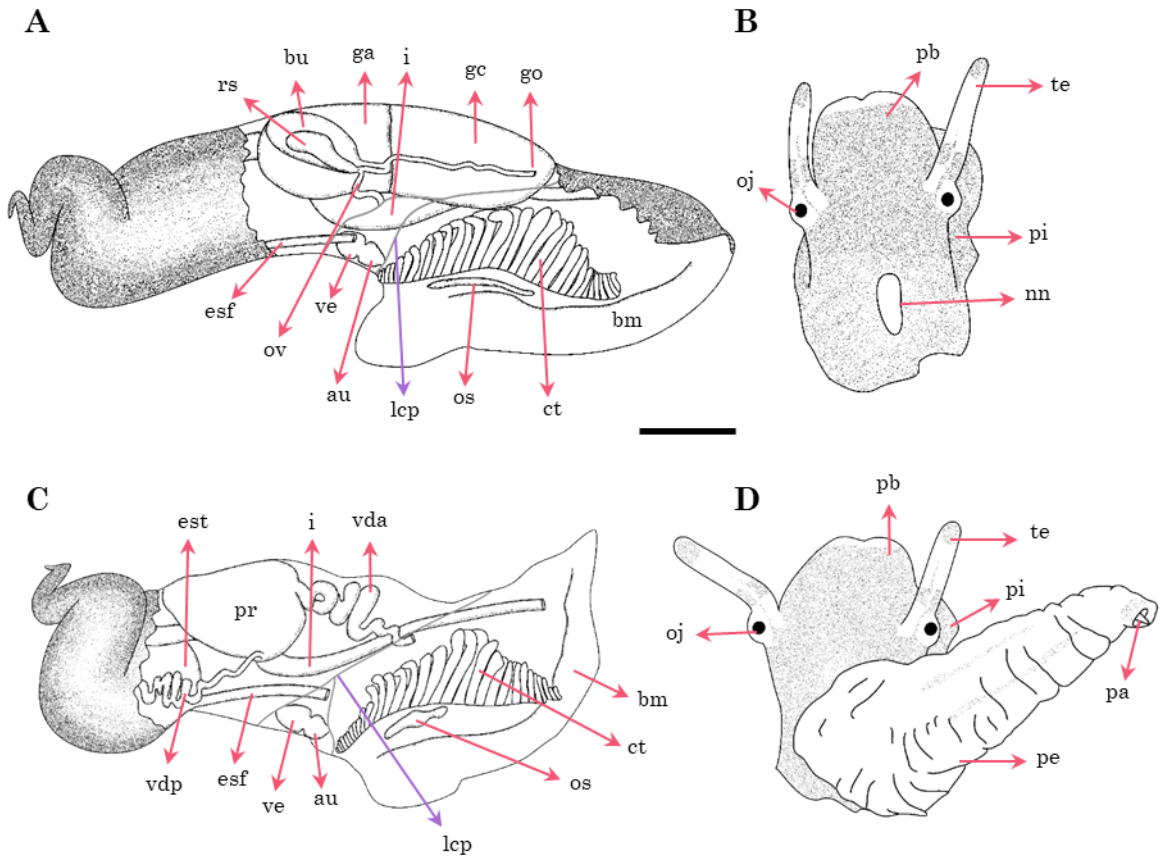 A
B
bu
ga
i
gc
go
rs
pb
te
oj
pi
nn
esf
ve
ov
au
lcp
os
ct
bm
C
D
est
i
vda
pr
bm
ct
os
vdp
esf
ve
au
lcp
pb
te
pi
oj
pa
pe